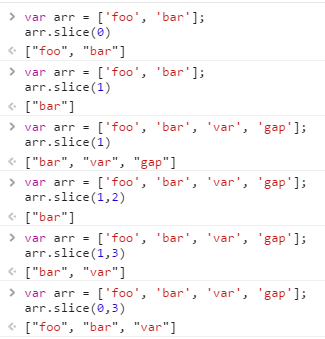 > var arr = ['foo', 'bar'];
arr.slice(0)
< ["foo", "bar"]
> var arr = ['foo', 'bar'];
arr.slice(1)
< ["bar"]
> var arr = ['foo', 'bar', 'var', 'gap'];
arr.slice(1)
< ["bar", "var", "gap"]
> var arr = ['foo', 'bar', 'var', 'gap'];
arr.slice(1,2)
< ["bar"]
> var arr = ['foo', 'bar', 'var', 'gap'];
arr.slice(1,3)
< ["bar", "var"]
> var arr = ['foo', 'bar', 'var', 'gap'];
arr.slice(0,3)
< ["foo", "bar", "var"]